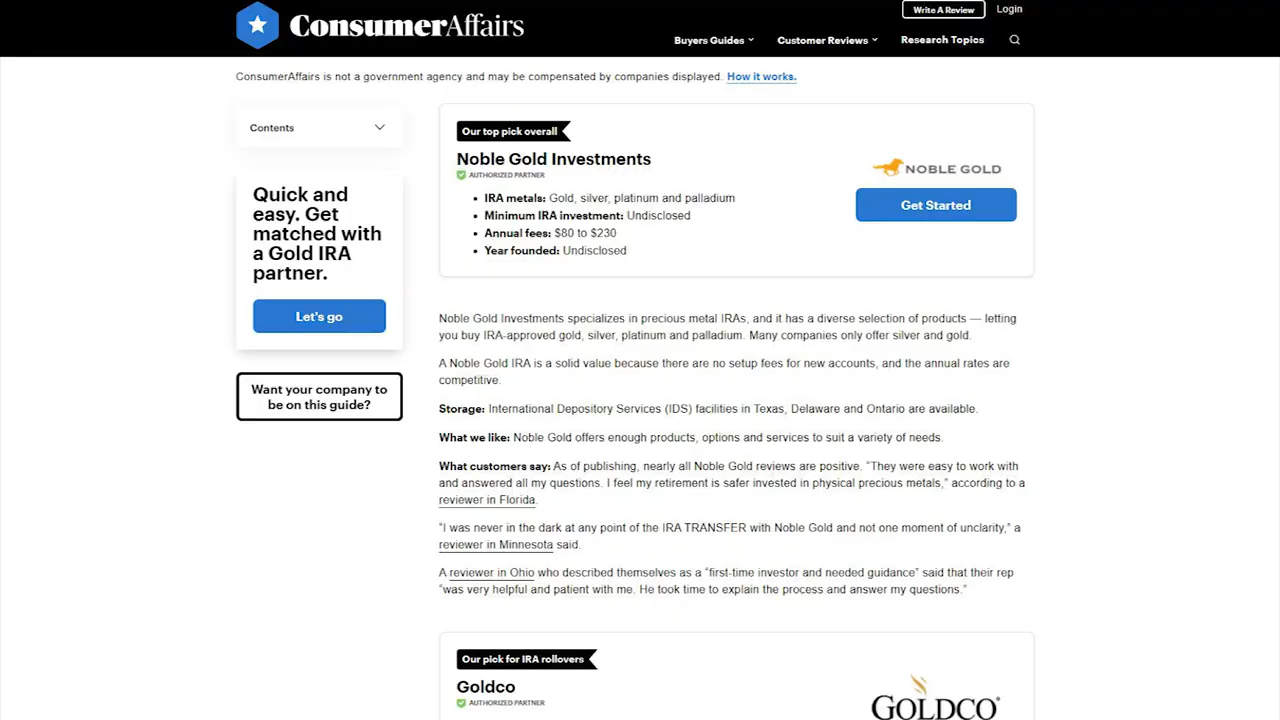 ConsumerAffairs
Write A Review
Login
Buyers Guides
Customer Reviews
Research Topics
ConsumerAffairs is not a government agency and may be compensated by companies displayed. How it works.
Contents
Quick and
easy. Get
matched with
a Gold IRA
partner.
Let's go
Want your company to
be on this guide?
Our top pick overall
Noble Gold Investments
AUTHORIZED PARTNER
• IRA metals: Gold, silver, platinum and palladium
• Minimum IRA investment: Undisclosed
• Annual fees: $80 to $230
• Year founded: Undisclosed
NOBLE GOLD
Get Started
Noble Gold Investments specializes in precious metal IRAs, and it has a diverse selection of products — letting
you buy IRA-approved gold, silver, platinum and palladium. Many companies only offer silver and gold.
A Noble Gold IRA is a solid value because there are no setup fees for new accounts, and the annual rates are
competitive.
Storage: International Depository Services (IDS) facilities in Texas, Delaware and Ontario are available.
What we like: Noble Gold offers enough products, options and services to suit a variety of needs.
What customers say: As of publishing, nearly all Noble Gold reviews are positive. “They were easy to work with
and answered all my questions. I feel my retirement is safer invested in physical precious metals,” according to a
reviewer in Florida.
“I was never in the dark at any point of the IRA TRANSFER with Noble Gold and not one moment of unclarity,” a
reviewer in Minnesota said.
A reviewer in Ohio who described themselves as a “first-time investor and needed guidance” said that their rep
“was very helpful and patient with me. He took time to explain the process and answer my questions.”
Our pick for IRA rollovers
Goldco
AUTHORIZED PARTNER
GOLDCO